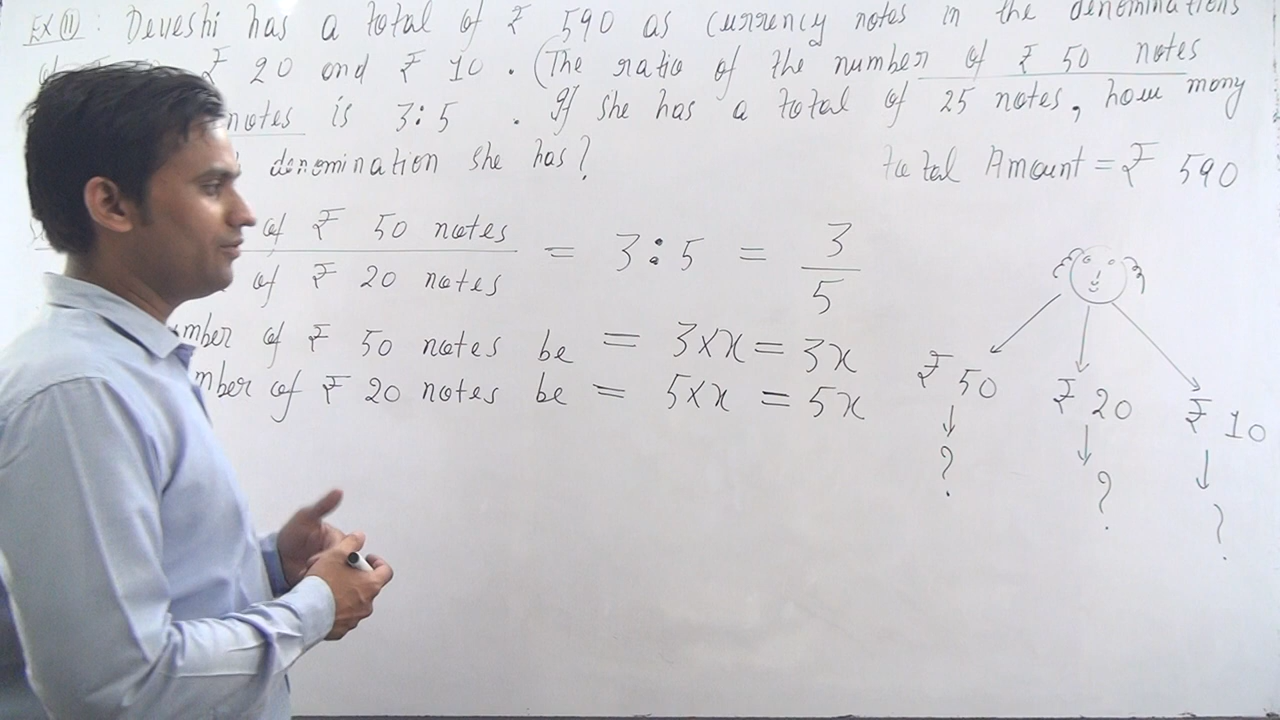 EX (11) : Deveshi has a total of ₹ 590 as currency notes in the denominations
₹ 20 and ₹ 10 . (The ratio of the number of ₹ 50 notes
notes is 3:5 . If she has a total of 25 notes, how many
denomination she has?
total Amount = ₹ 590
of ₹ 50 notes
of ₹ 20 notes
= 3:5 = 3/5
mber of ₹ 50 notes be = 3×x = 3x
mber of ₹ 20 notes be = 5×x = 5x
₹ 50 ₹ 20 ₹ 10
? ? ?